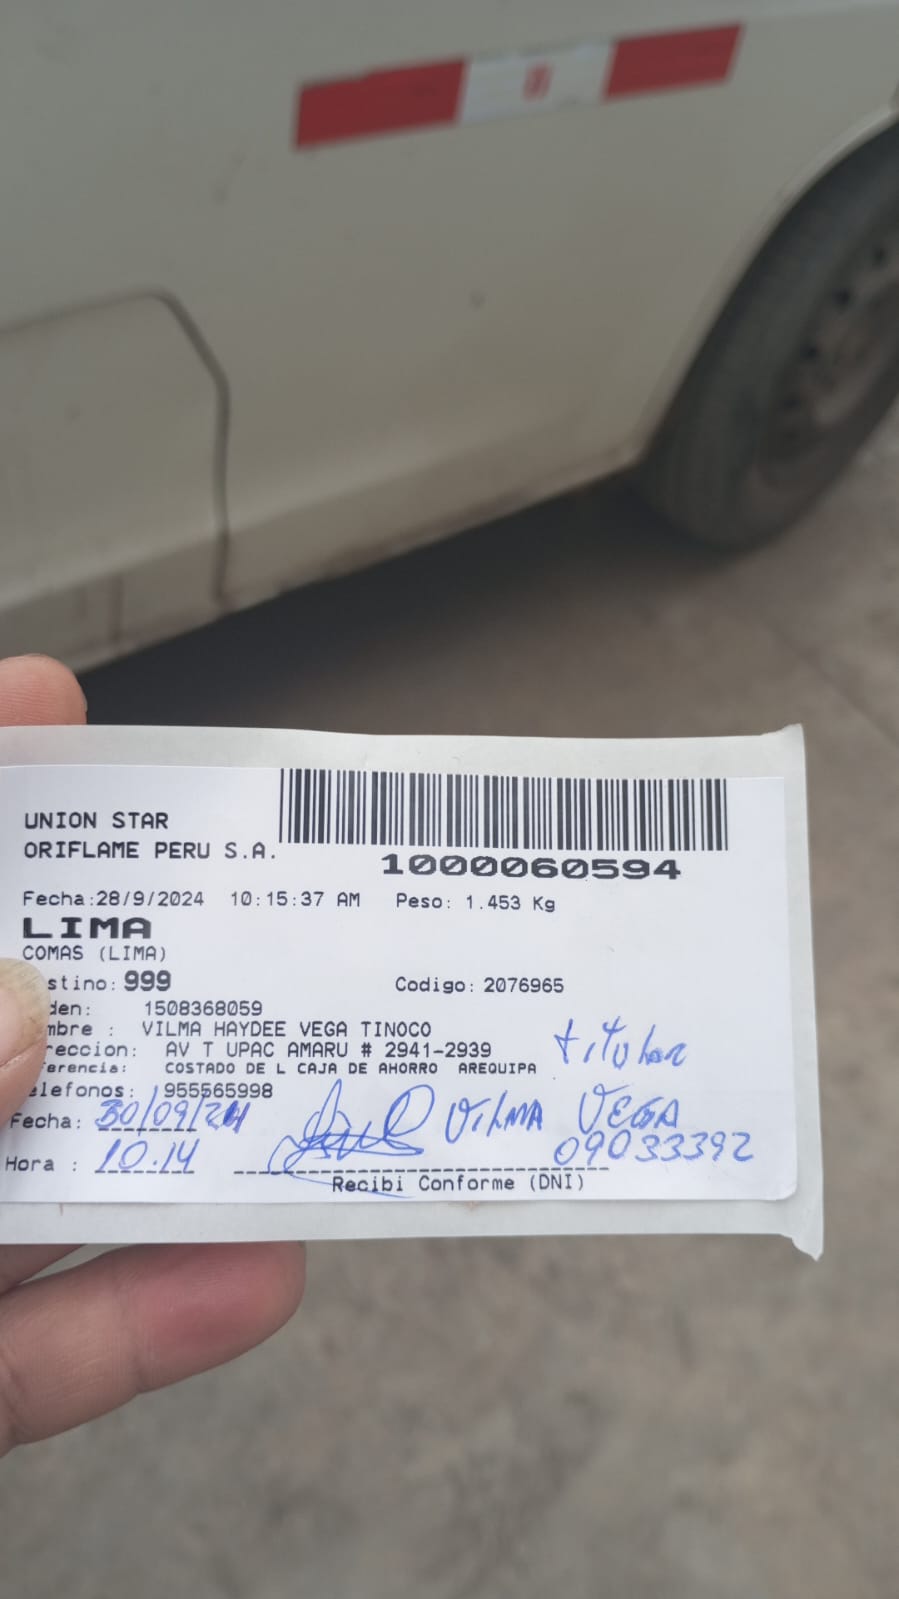 UNION STAR
ORIFLAME PERU S.A.
1000060594
Fecha:28/9/2024 10:15:37 AM Peso: 1.453 Kg
LIMA
COMAS (LIMA)
stino: 999 Codigo: 2076965
den: 1508368059
mbre : VILMA HAYDEE VEGA TINOCO
reccion: AV T UPAC AMARU # 2941-2939
ferencia: COSTADO DE L CAJA DE AHORRO AREQUIPA
titular
elefonos: 955565998
Fecha: 30/09/24 VILMA VEGA
09033392
Hora : 10.14
Recibi Conforme (DNI)